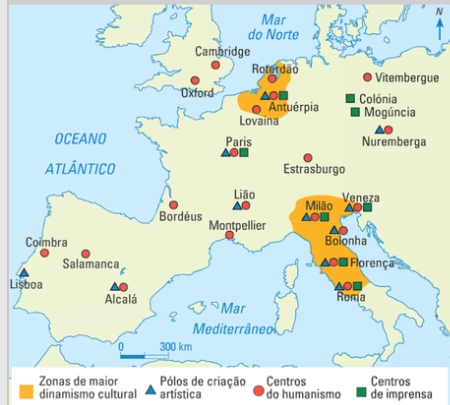 Mar
do Norte
N
Cambridge
Oxford
Roterdão
Antuérpia
Lovaina
Vitembergue
Colónia
Mogúncia
Nuremberga
Paris
Estrasburgo
OCEANO
ATLÂNTICO
Lião
Bordéus
Montpellier
Milão
Veneza
Bolonha
Florença
Roma
Coimbra
Salamanca
Lisboa
Alcalá
Mar
Mediterrâneo
0 300 km
Zonas de maior
dinamismo cultural
Pólos de criação
artística
Centros
do humanismo
Centros
de imprensa